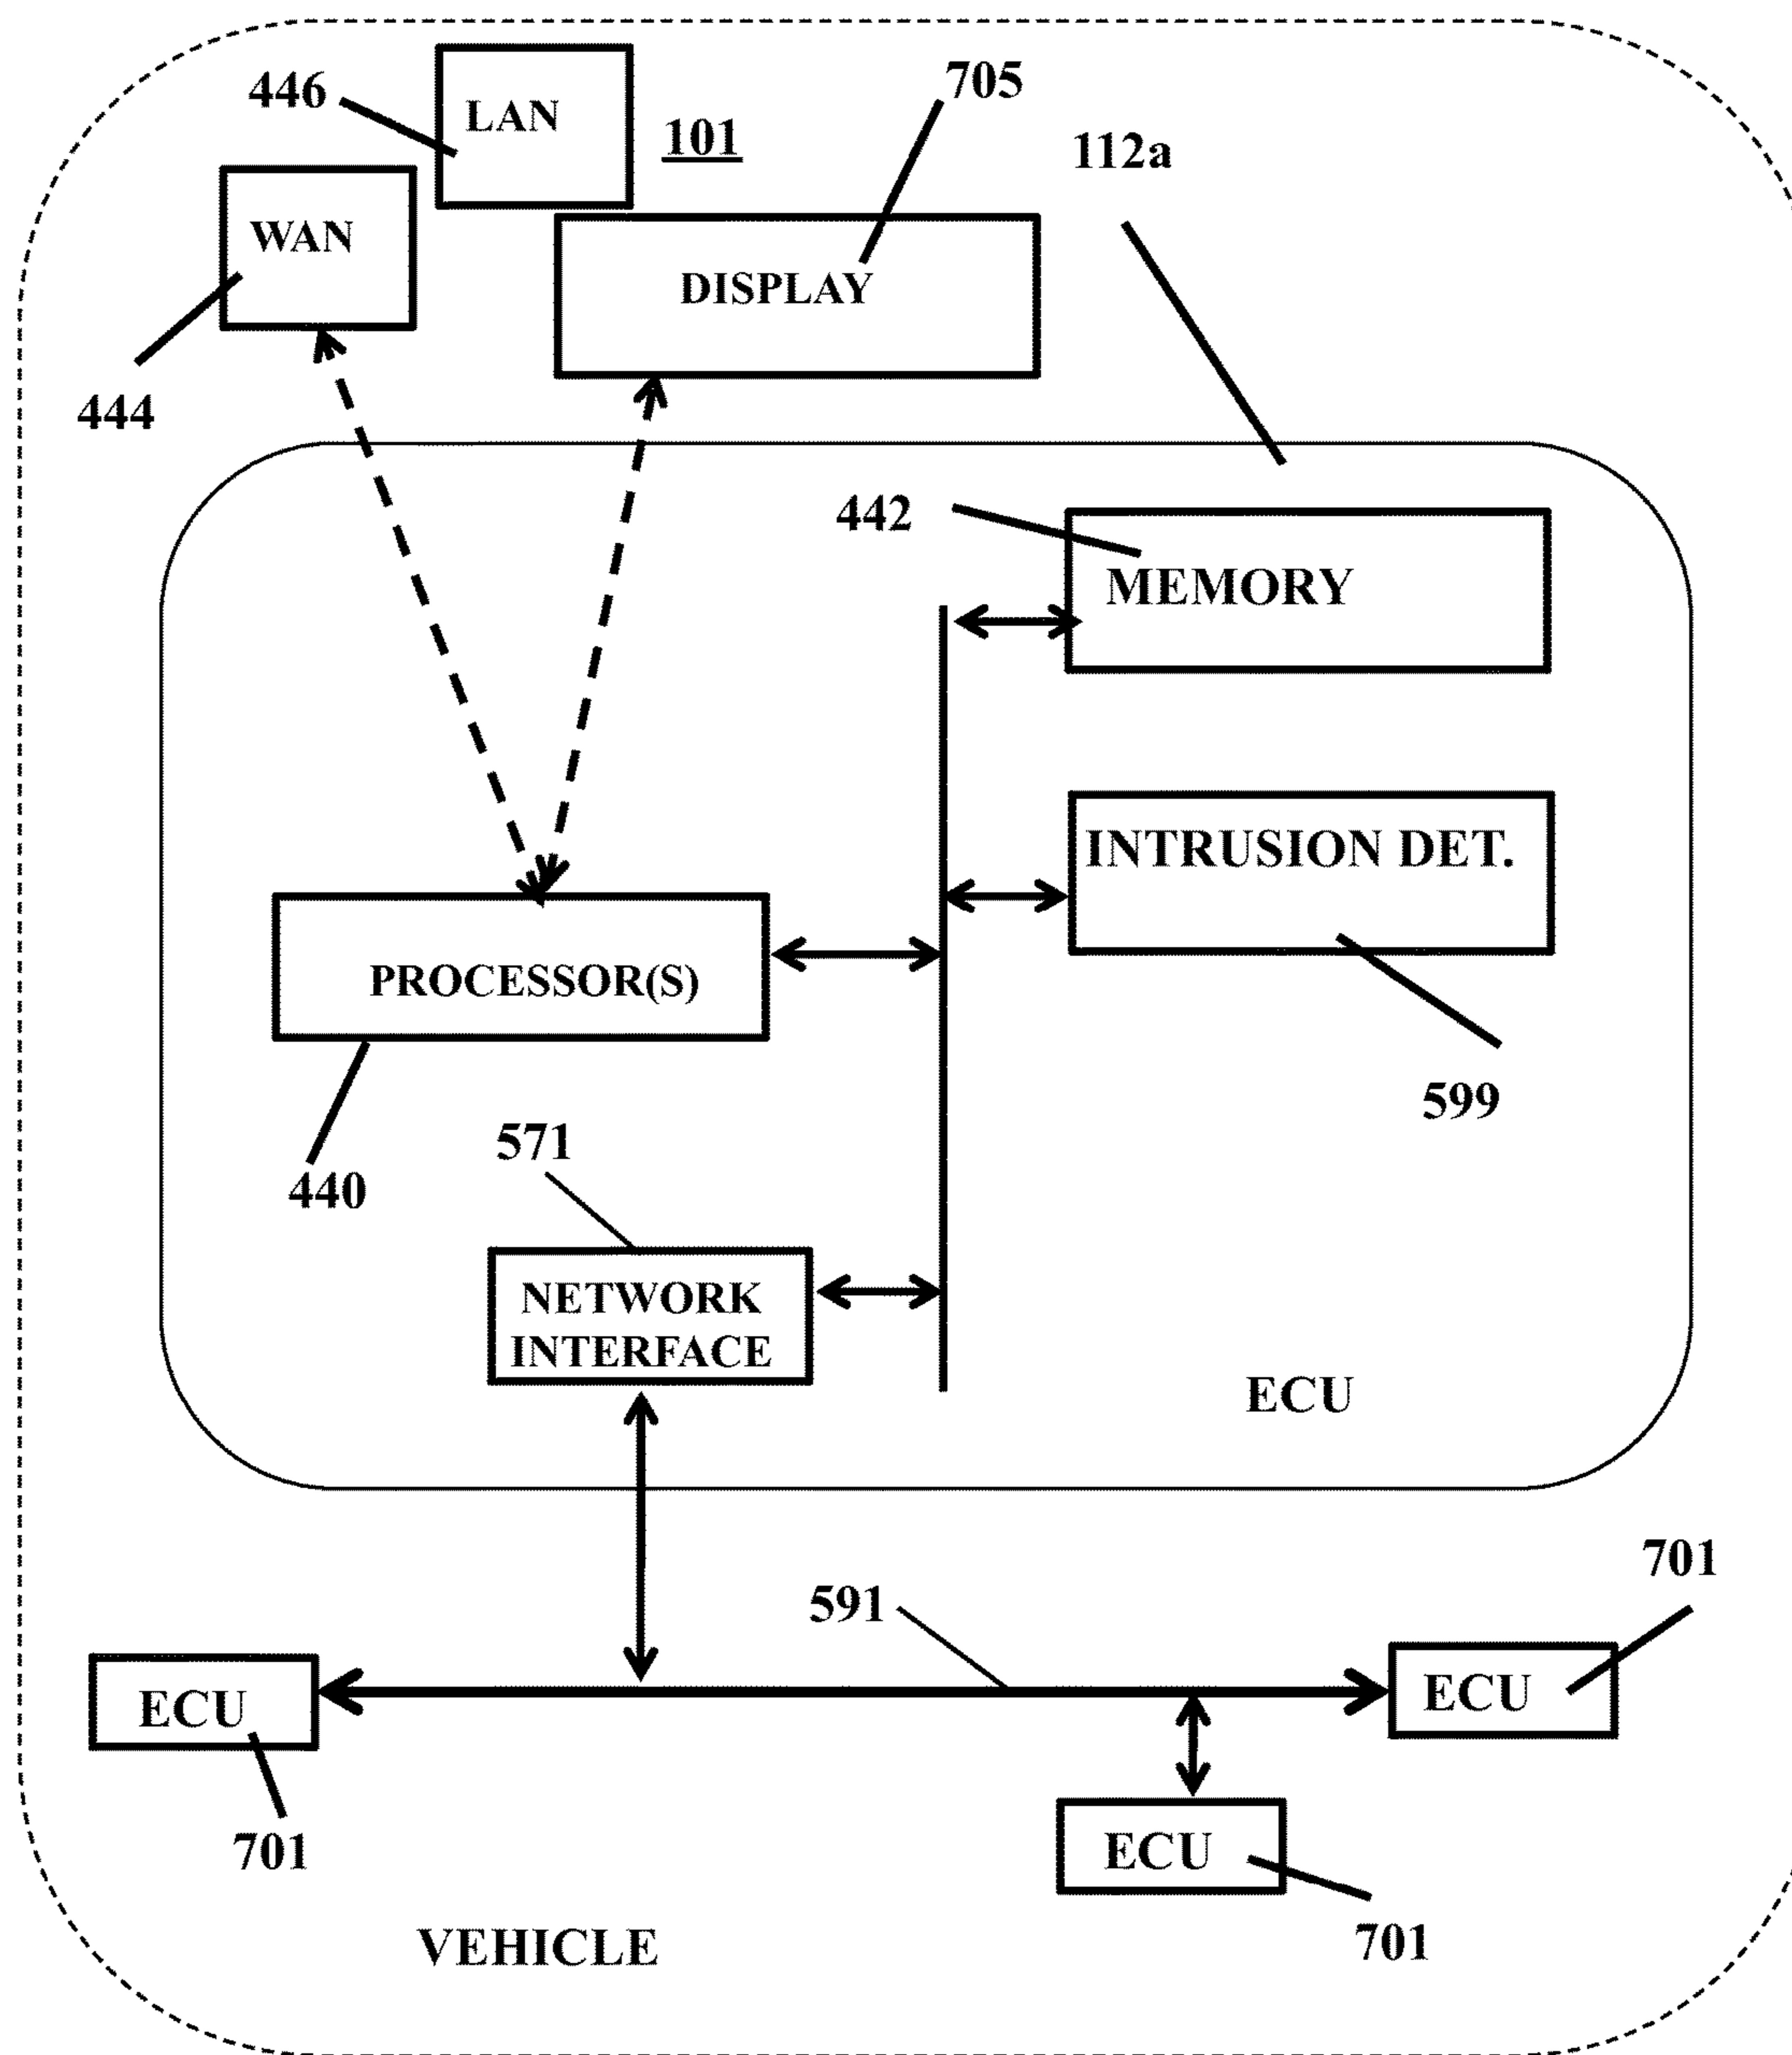 446
LAN
705
101
112a
WAN
DISPLAY
444
442
MEMORY
INTRUSION DET.
PROCESSOR(S)
599
571
440
NETWORK
INTERFACE
ECU
701
591
ECU
ECU
701
ECU
701
VEHICLE